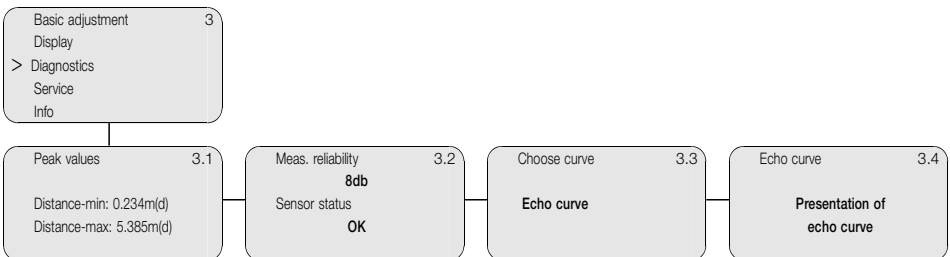 Basic adjustment 3
Display
> Diagnostics
Service
Info
Peak values 3.1
Distance-min: 0.234m(d)
Distance-max: 5.385m(d)
Meas. reliability 3.2
8db
Sensor status
OK
Choose curve 3.3
Echo curve
Echo curve 3.4
Presentation of
echo curve